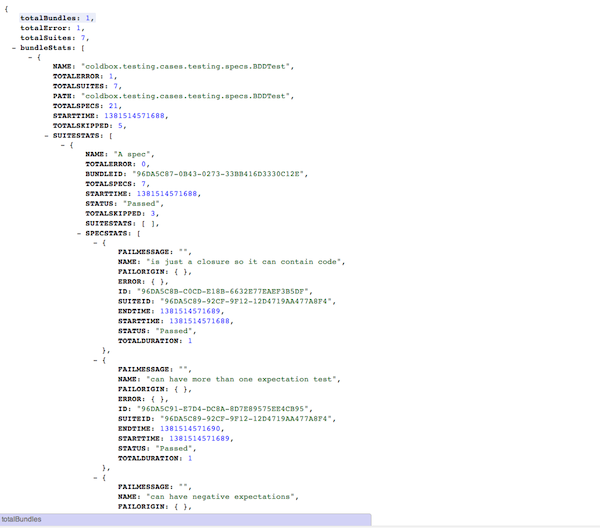 {
totalBundles: 1,
totalError: 1,
totalSuites: 7,
– bundleStats: [
– {
NAME: "coldbox.testing.cases.testing.specs.BDDTest",
TOTALERROR: 1,
TOTALSUITES: 7,
PATH: "coldbox.testing.cases.testing.specs.BDDTest",
TOTALSPECS: 21,
STARTTIME: 1381514571688,
TOTALSKIPPED: 5,
– SUITESTATS: [
– {
NAME: "A spec",
TOTALERROR: 0,
BUNDLEID: "96DA5C87-0B43-0273-33BB416D3330C12E",
TOTALSPECS: 7,
STARTTIME: 1381514571688,
STATUS: "Passed",
TOTALSKIPPED: 3,
SUITESTATS: [ ],
– SPECSTATS: [
– {
FAILMESSAGE: "",
NAME: "is just a closure so it can contain code",
FAILORIGIN: { },
ERROR: { },
ID: "96DA5C8B-C0CD-E18B-6632E77EAEF3B5DF",
SUITEID: "96DA5C89-92CF-9F12-12D4719AA477A8F4",
ENDTIME: 1381514571689,
STARTTIME: 1381514571688,
STATUS: "Passed",
TOTALDURATION: 1
},
– {
FAILMESSAGE: "",
NAME: "can have more than one expectation test",
FAILORIGIN: { },
ERROR: { },
ID: "96DA5C91-E7D4-DC8A-8D7E89575EE4CB95",
SUITEID: "96DA5C89-92CF-9F12-12D4719AA477A8F4",
ENDTIME: 1381514571690,
STARTTIME: 1381514571689,
STATUS: "Passed",
TOTALDURATION: 1
},
– {
FAILMESSAGE: "",
NAME: "can have negative expectations",
FAILORIGIN: { },
totalBundles